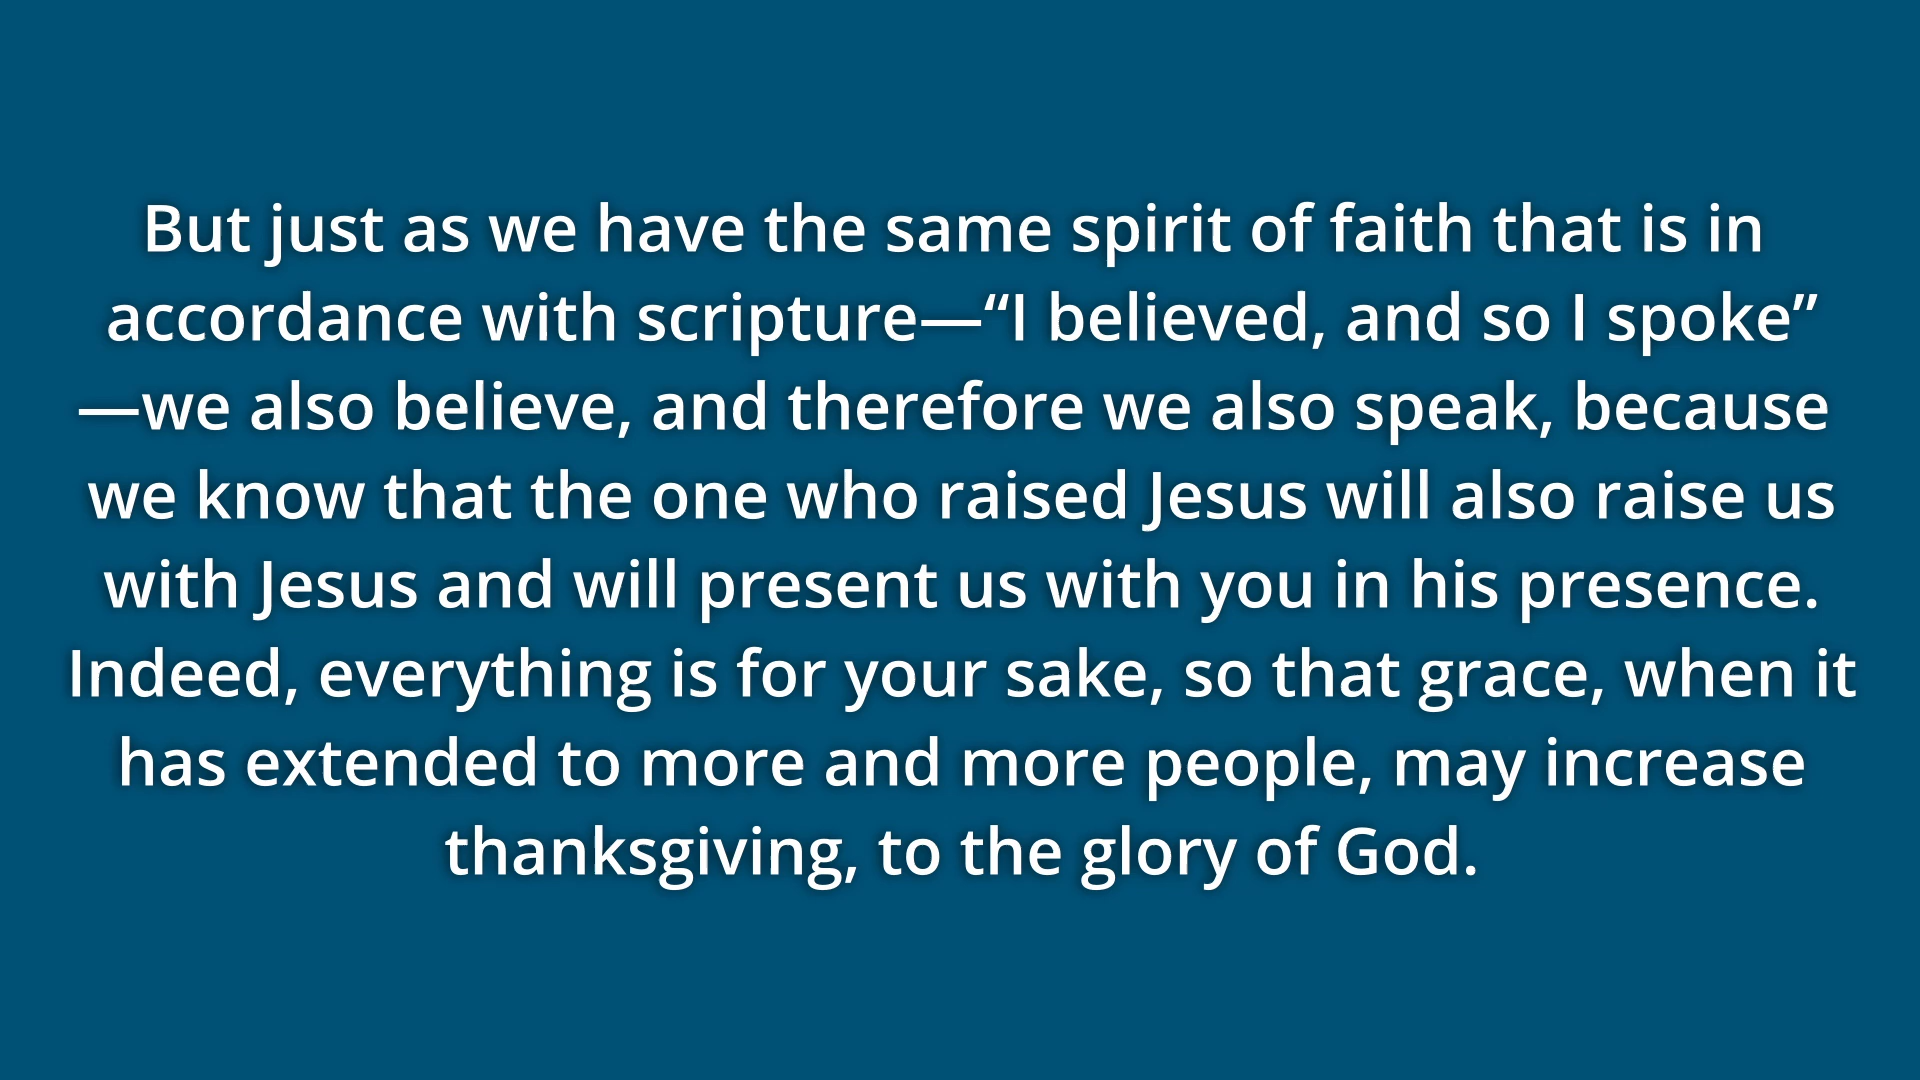 But just as we have the same spirit of faith that is in
accordance with scripture—“I believed, and so I spoke”
—we also believe, and therefore we also speak, because
we know that the one who raised Jesus will also raise us
with Jesus and will present us with you in his presence.
Indeed, everything is for your sake, so that grace, when it
has extended to more and more people, may increase
thanksgiving, to the glory of God.